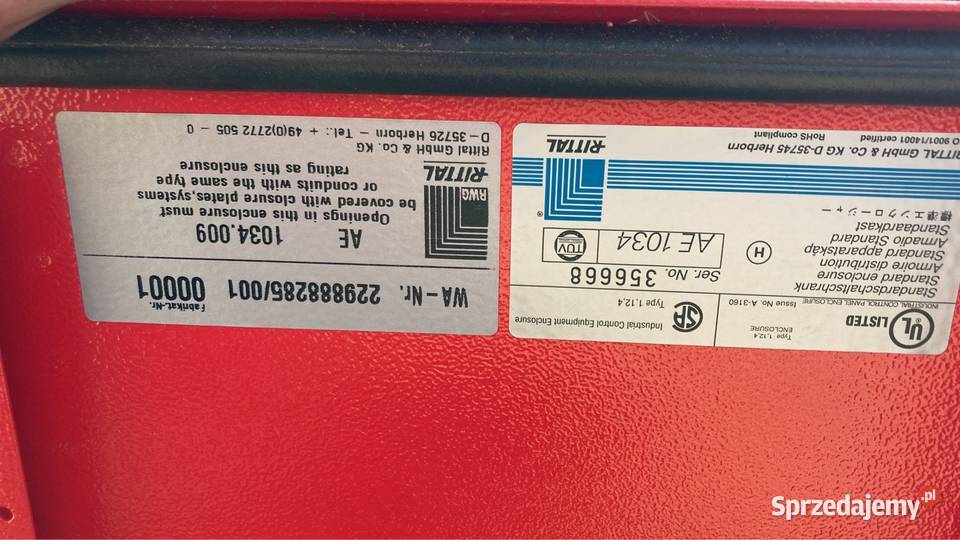 UL LISTED
INDUSTRIAL CONTROL PANEL ENCLOSURE
Type 1,12,4
ENCLOSURE
Issue No. A-3160
SA
Industrial Control Equipment Enclosure
Type 1,12,4
Standardschaltschrank
Standard enclosure
Armoire distribution
Standard apparatskåp
Armadio Standard
Standaardkast
標準エンクロージャー
H
Ser. No. 356668
AE 1034
TÜV
®
RITTAL
RITTAL GmbH & Co. KG D-35745 Herborn
9001/14001 certified
RoHS compliant
WA-Nr. 229888285/001
Fabrikat.-Nr.
00001
AE 1034.009
Openings in this enclosure must
be covered with closure plates,systems
or conduits with the same type
rating as this enclosure
RWG
RITTAL
Rittal GmbH & Co. KG
D-35726 Herborn - Tel.: + 49(0)2772 505 - 0
Sprzedajemy.pl